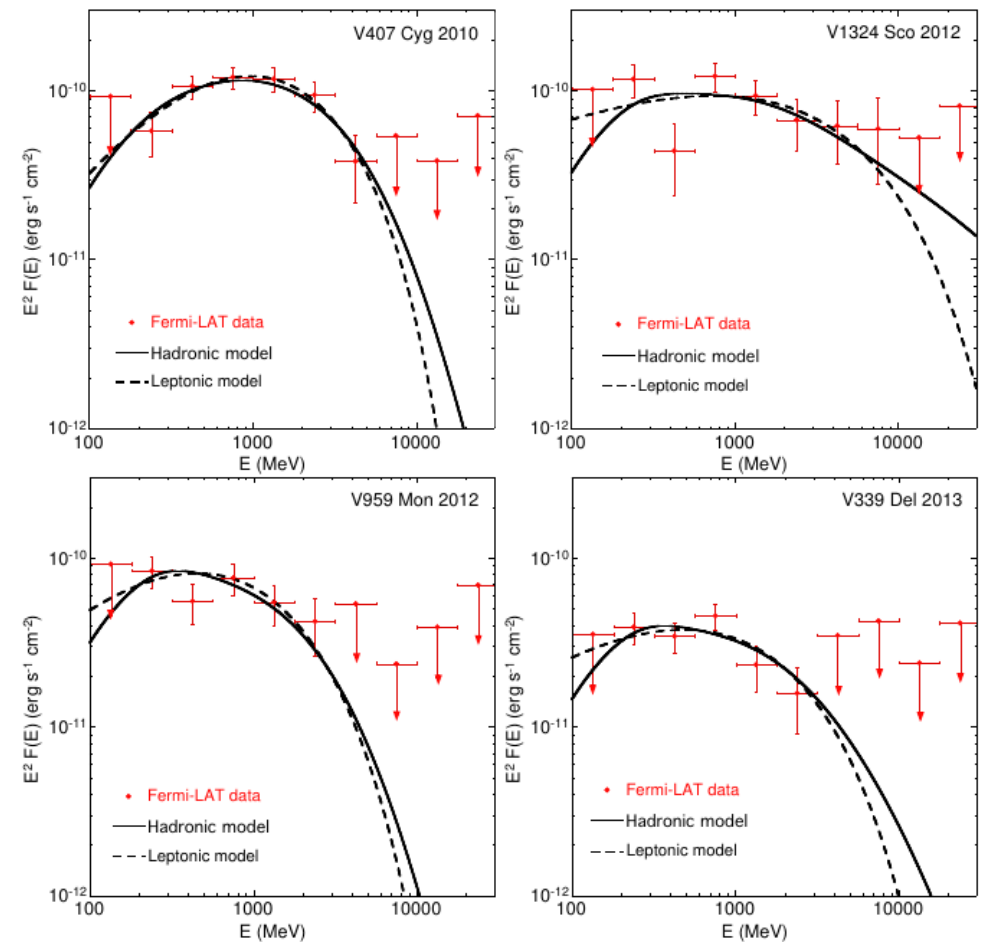 V407 Cyg 2010
E² F(E) (erg s⁻¹ cm⁻²)
10⁻¹⁰
10⁻¹¹
10⁻¹²
Fermi-LAT data
Hadronic model
Leptonic model
100 1000 10000
E (MeV)
V1324 Sco 2012
E² F(E) (erg s⁻¹ cm⁻²)
10⁻¹⁰
10⁻¹¹
10⁻¹²
Fermi-LAT data
Hadronic model
Leptonic model
100 1000 10000
E (MeV)
V959 Mon 2012
E² F(E) (erg s⁻¹ cm⁻²)
10⁻¹⁰
10⁻¹¹
10⁻¹²
Fermi-LAT data
Hadronic model
Leptonic model
100 1000 10000
E (MeV)
V339 Del 2013
E² F(E) (erg s⁻¹ cm⁻²)
10⁻¹⁰
10⁻¹¹
10⁻¹²
Fermi-LAT data
Hadronic model
Leptonic model
100 1000 10000
E (MeV)